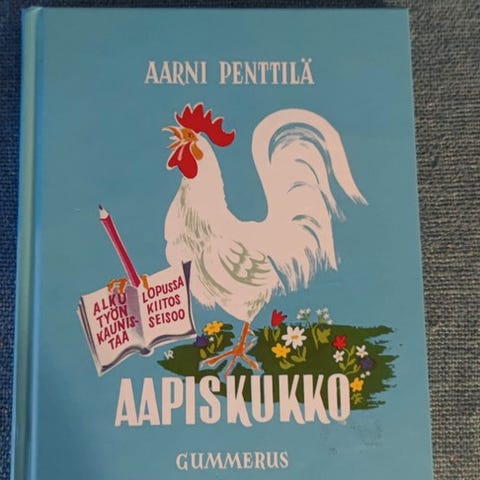 AARNI PENTTILÄ
ALKU
TYÖN
KAUNIS-
TAA
LOPUSSA
KIITOS
SEISOO
AAPISKUKKO
GUMMERUS